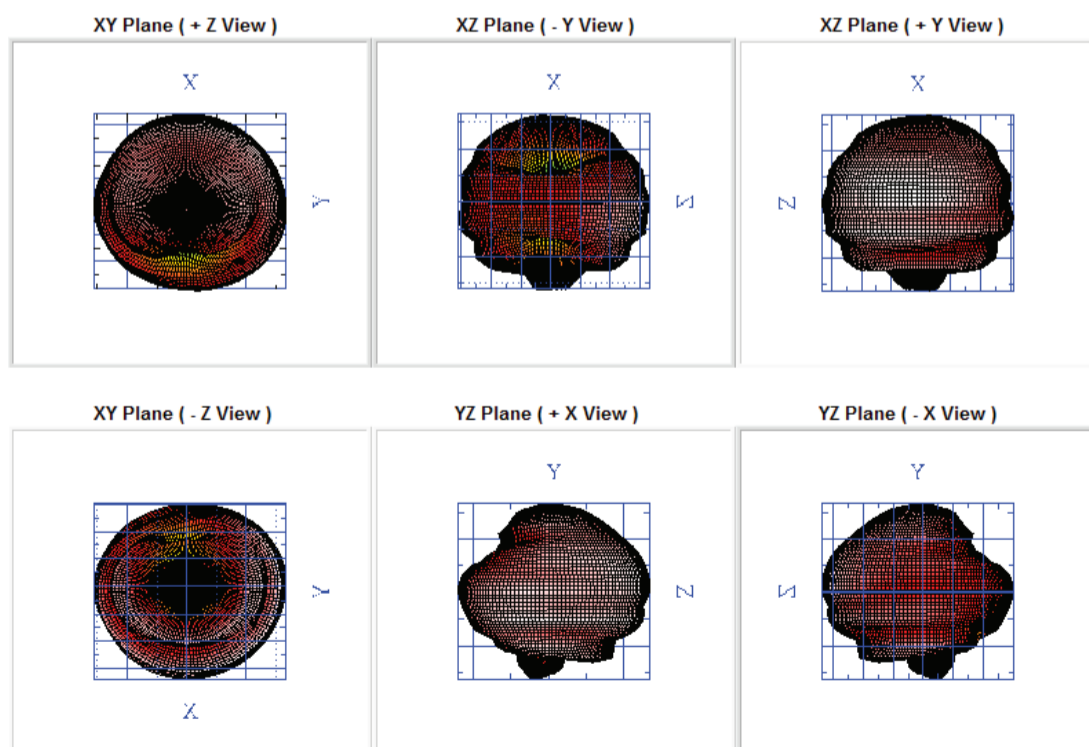 XY Plane ( + Z View )
XZ Plane ( - Y View )
XZ Plane ( + Y View )
X
X
X
Y
Z
Z
XY Plane ( - Z View )
YZ Plane ( + X View )
YZ Plane ( - X View )
Y
Y
Y
Z
Z
X